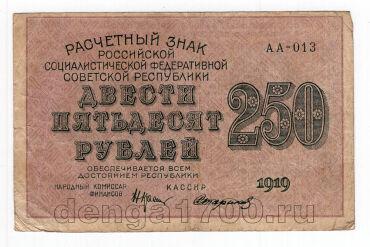 РАСЧЕТНЫЙ ЗНАК
РОССИЙСКОЙ
СОЦИАЛИСТИЧЕСКОЙ ФЕДЕРАТИВНОЙ
СОВЕТСКОЙ РЕСПУБЛИКИ
АА-013
ДВЕСТИ
ПЯТЬДЕСЯТ
РУБЛЕЙ
250
ОБЕСПЕЧИВАЕТСЯ ВСЕМ
ДОСТОЯНИЕМ РЕСПУБЛИКИ
НАРОДНЫЙ КОМИССАР
ФИНАНСОВ
КАССИР
1919
denga1700.ru